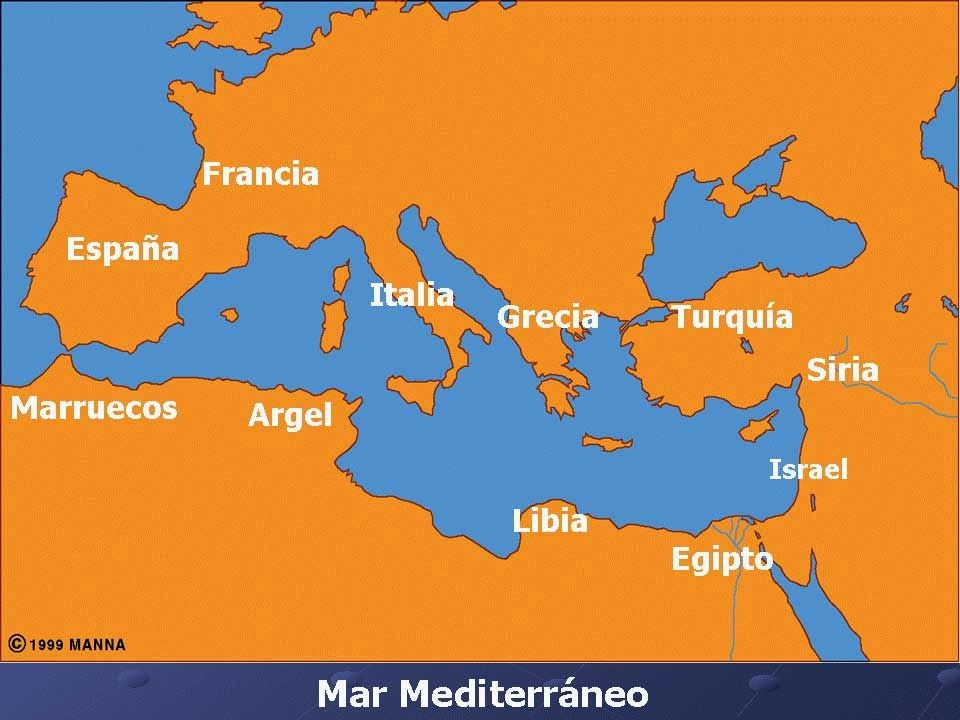 Francia
España
Italia
Grecia
Turquía
Siria
Marruecos
Argel
Israel
Libia
Egipto
© 1999 MANNA
Mar Mediterráneo